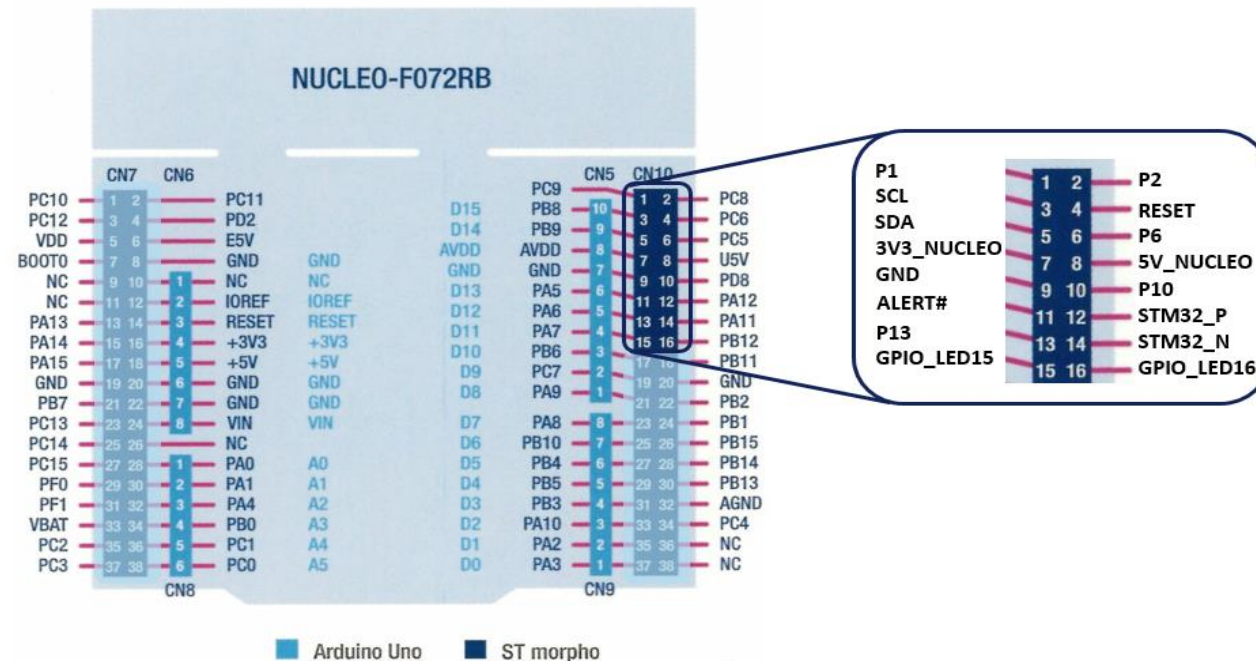 NUCLEO-F072RB
CN7 CN6
PC10 1 2 PC11
PC12 3 4 PD2
VDD 5 6 E5V
BOOT0 7 8 GND GND
NC 9 10 1 NC NC
NC 11 12 2 IOREF IOREF
PA13 13 14 3 RESET RESET
PA14 15 16 4 +3V3 +3V3
PA15 17 18 5 +5V +5V
GND 19 20 6 GND GND
PB7 21 22 7 GND GND
PC13 23 24 8 VIN VIN
PC14 25 26 NC
PC15 27 28 1 PA0 A0
PF0 29 30 2 PA1 A1
PF1 31 32 3 PA4 A2
VBAT 33 34 4 PB0 A3
PC2 35 36 5 PC1 A4
PC3 37 38 6 PC0 A5
CN8
CN5 CN10
PC9
D15 PB8 10
D14 PB9 9
AVDD AVDD 8
GND GND 7
D13 PA5 6
D12 PA6 5
D11 PA7 4
D10 PB6 3
D9 PC7 2
D8 PA9 1
D7 PA8 8
D6 PB10 7
D5 PB4 6
D4 PB5 5
D3 PB3 4
D2 PA10 3
D1 PA2 2
D0 PA3 1
CN9
1 2 PC8
3 4 PC6
5 6 PC5
7 8 U5V
9 10 PD8
11 12 PA12
13 14 PA11
15 16 PB12
17 18 PB11
19 20 GND
21 22 PB2
23 24 PB1
25 26 PB15
27 28 PB14
29 30 PB13
31 32 AGND
33 34 PC4
35 36 NC
37 38 NC
P1 1 2 P2
SCL 3 4 RESET
SDA 5 6 P6
3V3_NUCLEO 7 8 5V_NUCLEO
GND 9 10 P10
ALERT# 11 12 STM32_P
P13 13 14 STM32_N
GPIO_LED15 15 16 GPIO_LED16
Arduino Uno
ST morpho